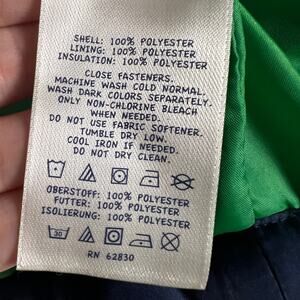 SHELL: 100% POLYESTER
LINING: 100% POLYESTER
INSULATION: 100% POLYESTER
CLOSE FASTENERS.
MACHINE WASH COLD NORMAL.
WASH DARK COLORS SEPARATELY.
ONLY NON-CHLORINE BLEACH
WHEN NEEDED.
DO NOT USE FABRIC SOFTENER.
TUMBLE DRY LOW.
COOL IRON IF NEEDED.
DO NOT DRY CLEAN.
OBERSTOFF: 100% POLYESTER
FUTTER: 100% POLYESTER
ISOLIERUNG: 100% POLYESTER
30
RN 62830